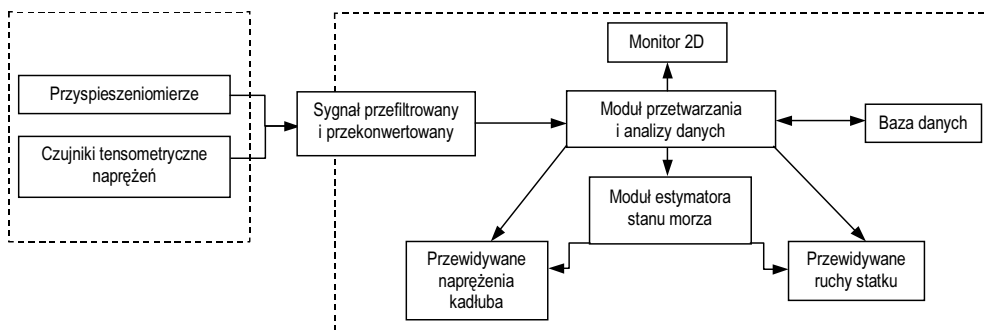 Monitor 2D
Przyspieszeniomierze
Sygnał przefiltrowany
i przekonwertowany
Moduł przetwarzania
i analizy danych
Baza danych
Czujniki tensometryczne
naprężeń
Moduł estymatora
stanu morza
Przewidywane
naprężenia
kadłuba
Przewidywane
ruchy statku